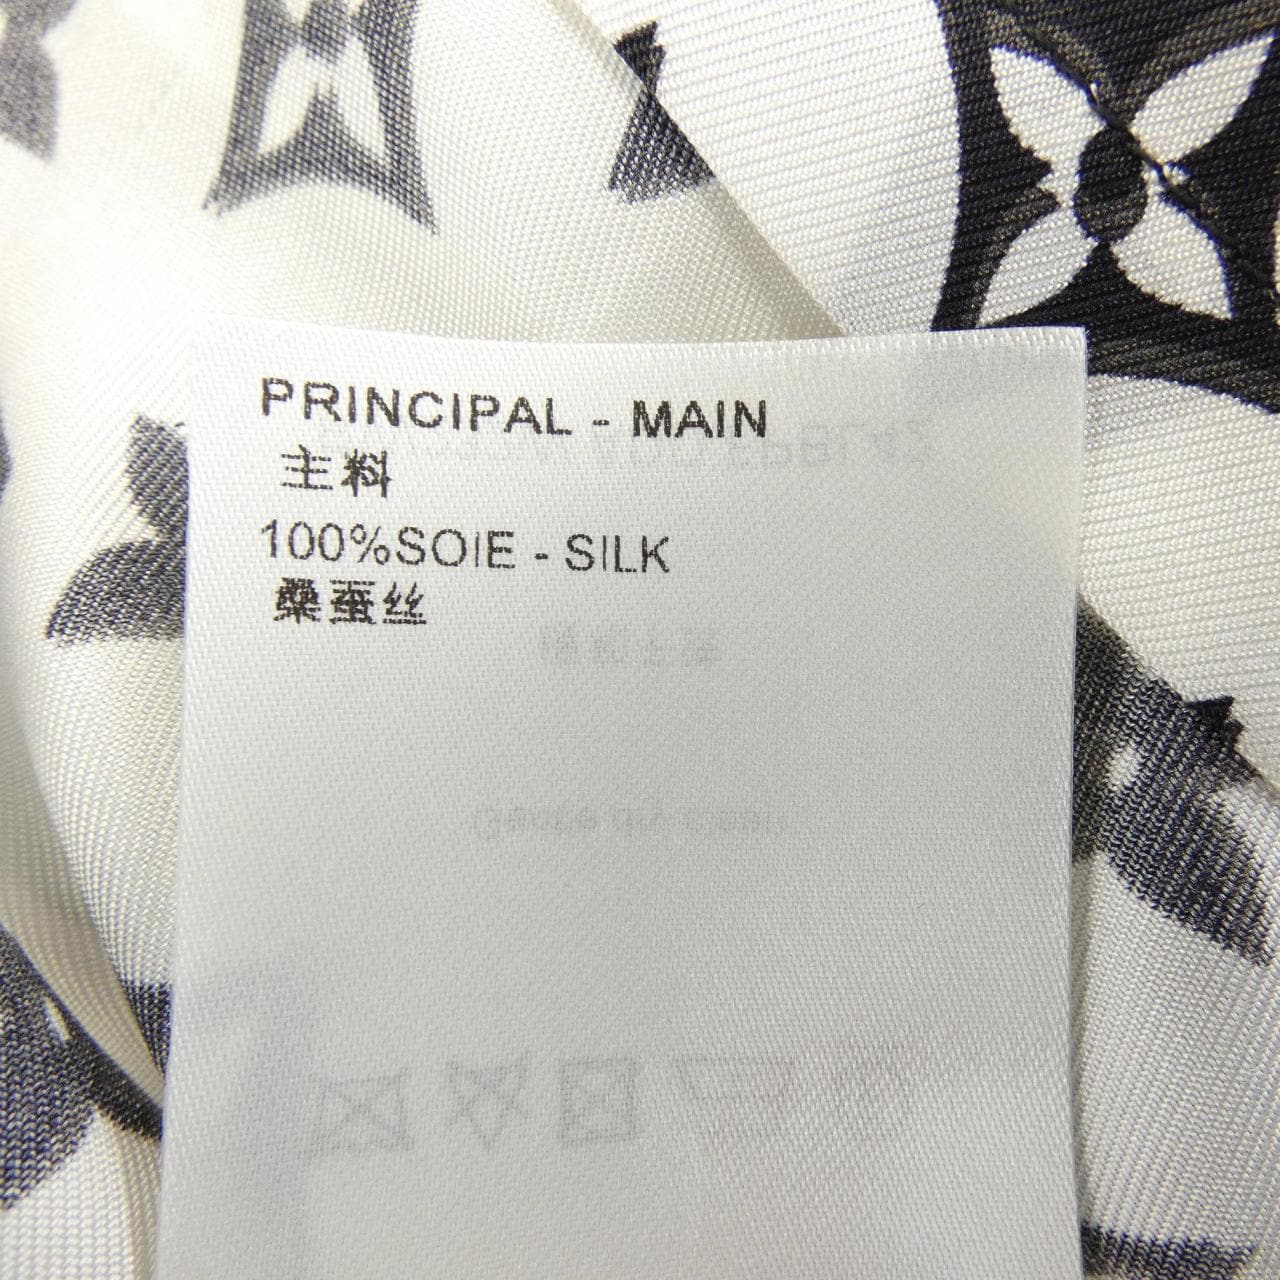 PRINCIPAL - MAIN
主料
100%SOIE - SILK
桑蚕丝